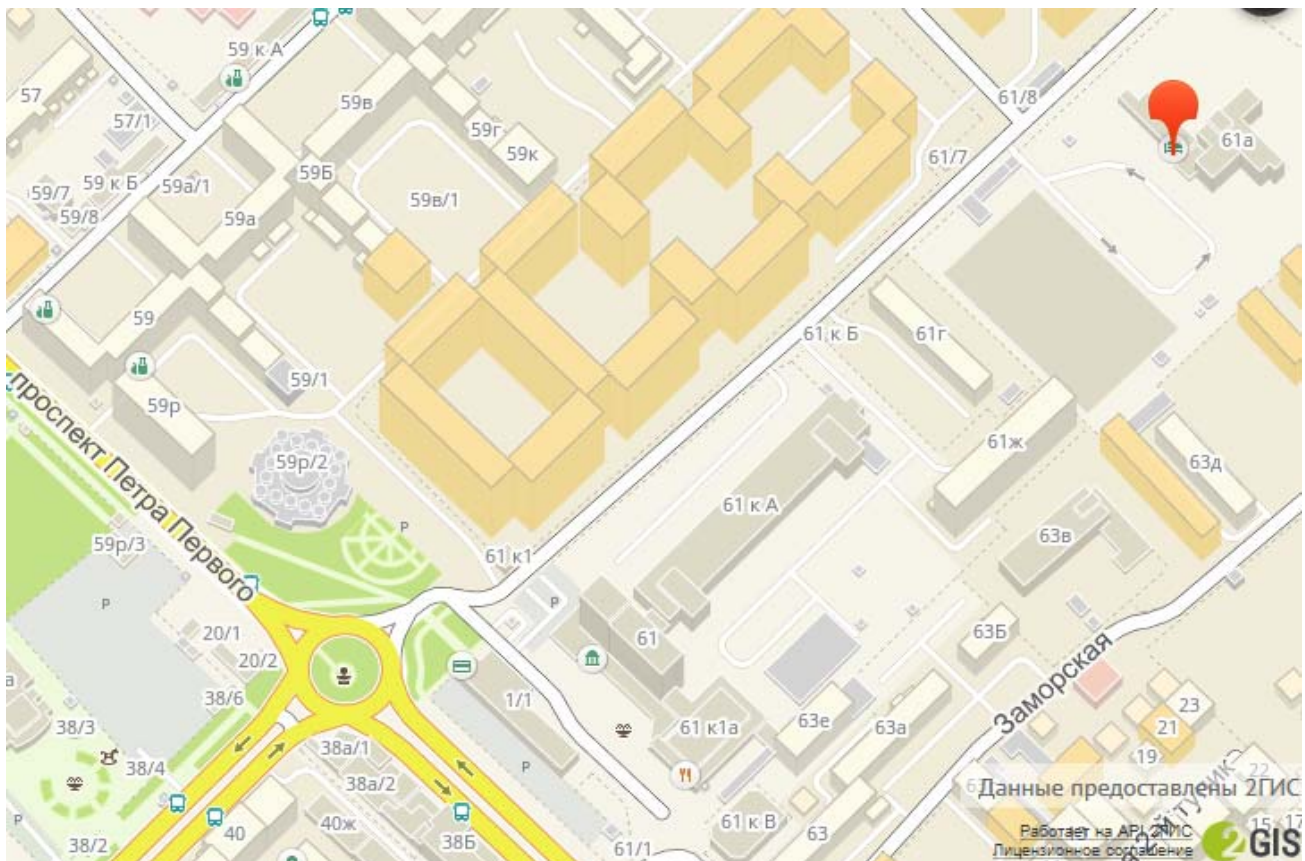 59 к А
57
57/1
59в
59г
59к
61/8
61а
61/7
59Б
59/7
59 к Б
59а/1
59/8
59а
59в/1
59
59/1
61 к Б
61г
59р
проспект Петра Первого
59р/2
61ж
63д
61 к А
59р/3
Р
63в
61 к1
Р
Р
20/1
61
63Б
20/2
38/6
1/1
Заморская
38/3
61 к1а
63е
63а
23
21
38а/1
38/4
Р
19
22
38а/2
Данные предоставлены 2ГИС
Р
40
40ж
38Б
61 к В
63
15
17
38/2
61/1
Работает на API 2ГИС
Лицензионное соглашение
2GIS